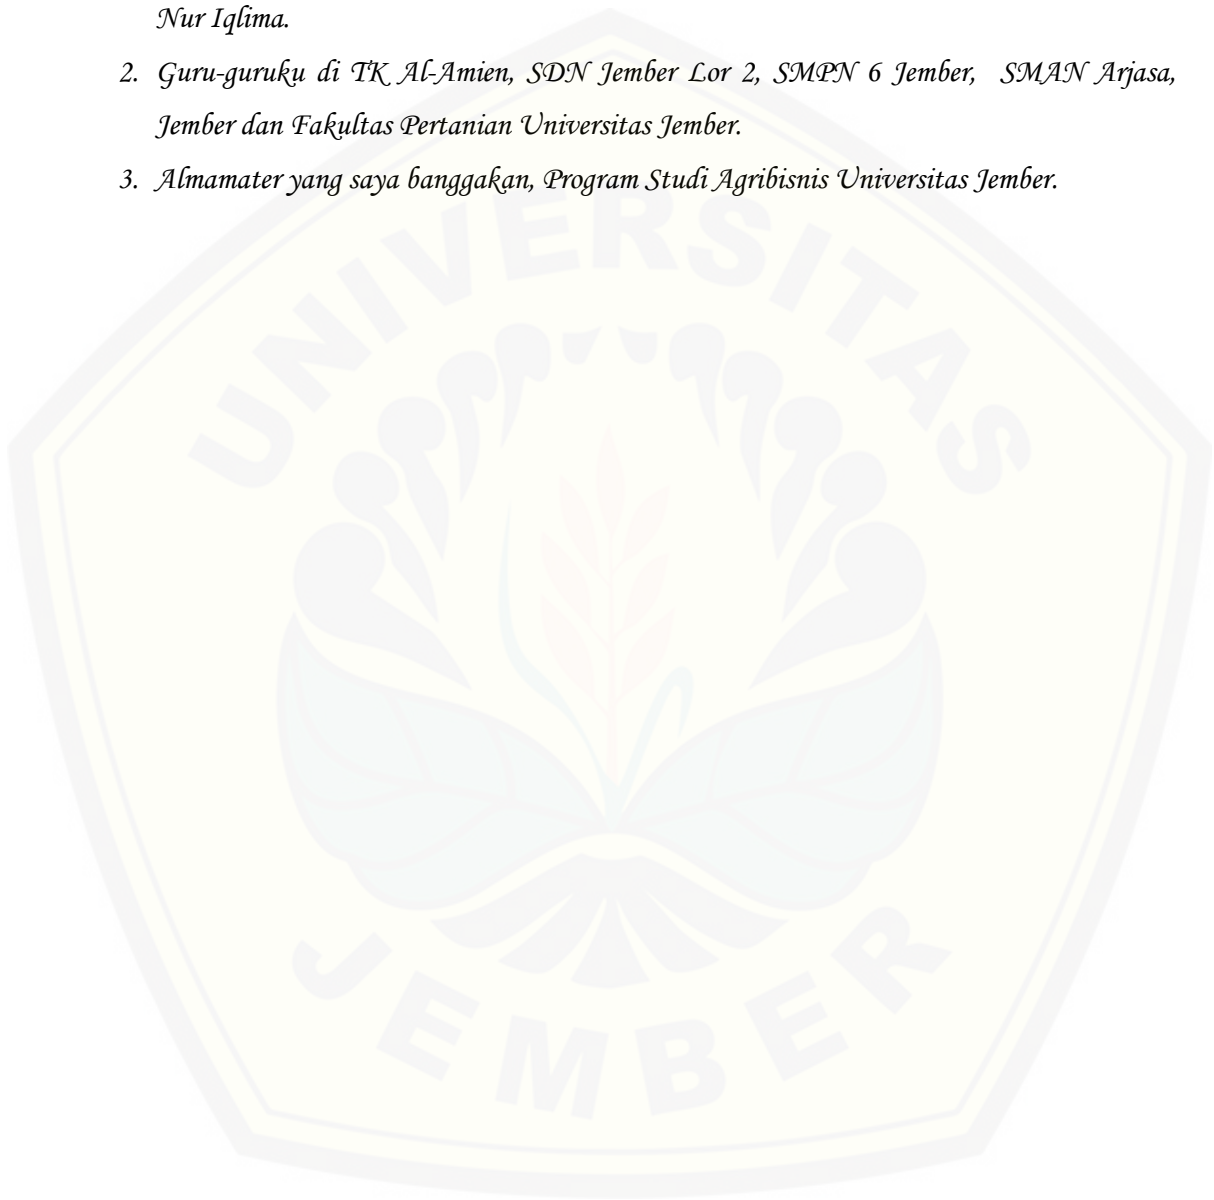 Nur Iqlima.
2. Guru-guruku di TK Al-Amien, SDN Jember Lor 2, SMPN 6 Jember, SMAN Arjasa,
Jember dan Fakultas Pertanian Universitas Jember.
3. Almamater yang saya banggakan, Program Studi Agribisnis Universitas Jember.
UNIVERSITAS
JEMBER